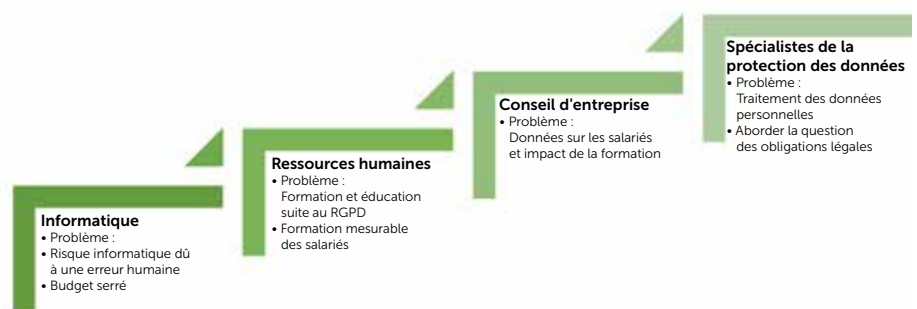 Informatique
• Problème :
• Risque informatique dû
à une erreur humaine
• Budget serré
Ressources humaines
• Problème :
Formation et éducation
suite au RGPD
• Formation mesurable
des salariés
Conseil d'entreprise
• Problème :
Données sur les salariés
et impact de la formation
Spécialistes de la
protection des données
• Problème :
Traitement des données
personnelles
• Aborder la question
des obligations légales